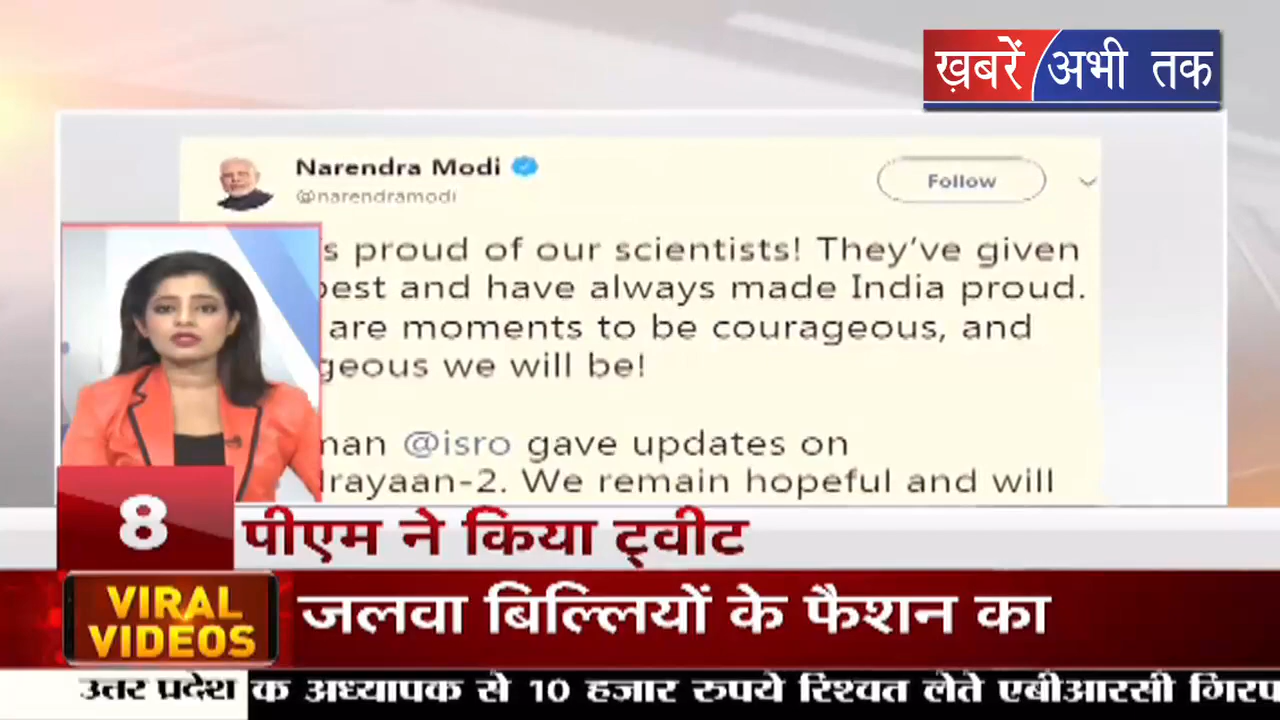 ख़बरें अभी तक
Narendra Modi
@narendramodi
Follow
s proud of our scientists! They've given
best and have always made India proud.
are moments to be courageous, and
geous we will be!
man @isro gave updates on
drayaan-2. We remain hopeful and will
8 पीएम ने किया ट्वीट
VIRAL
VIDEOS
जलवा बिल्लियों के फैशन का
उत्तर प्रदेश क अध्यापक से 10 हजार रुपये रिश्वत लेते एबीआरसी गिरफ